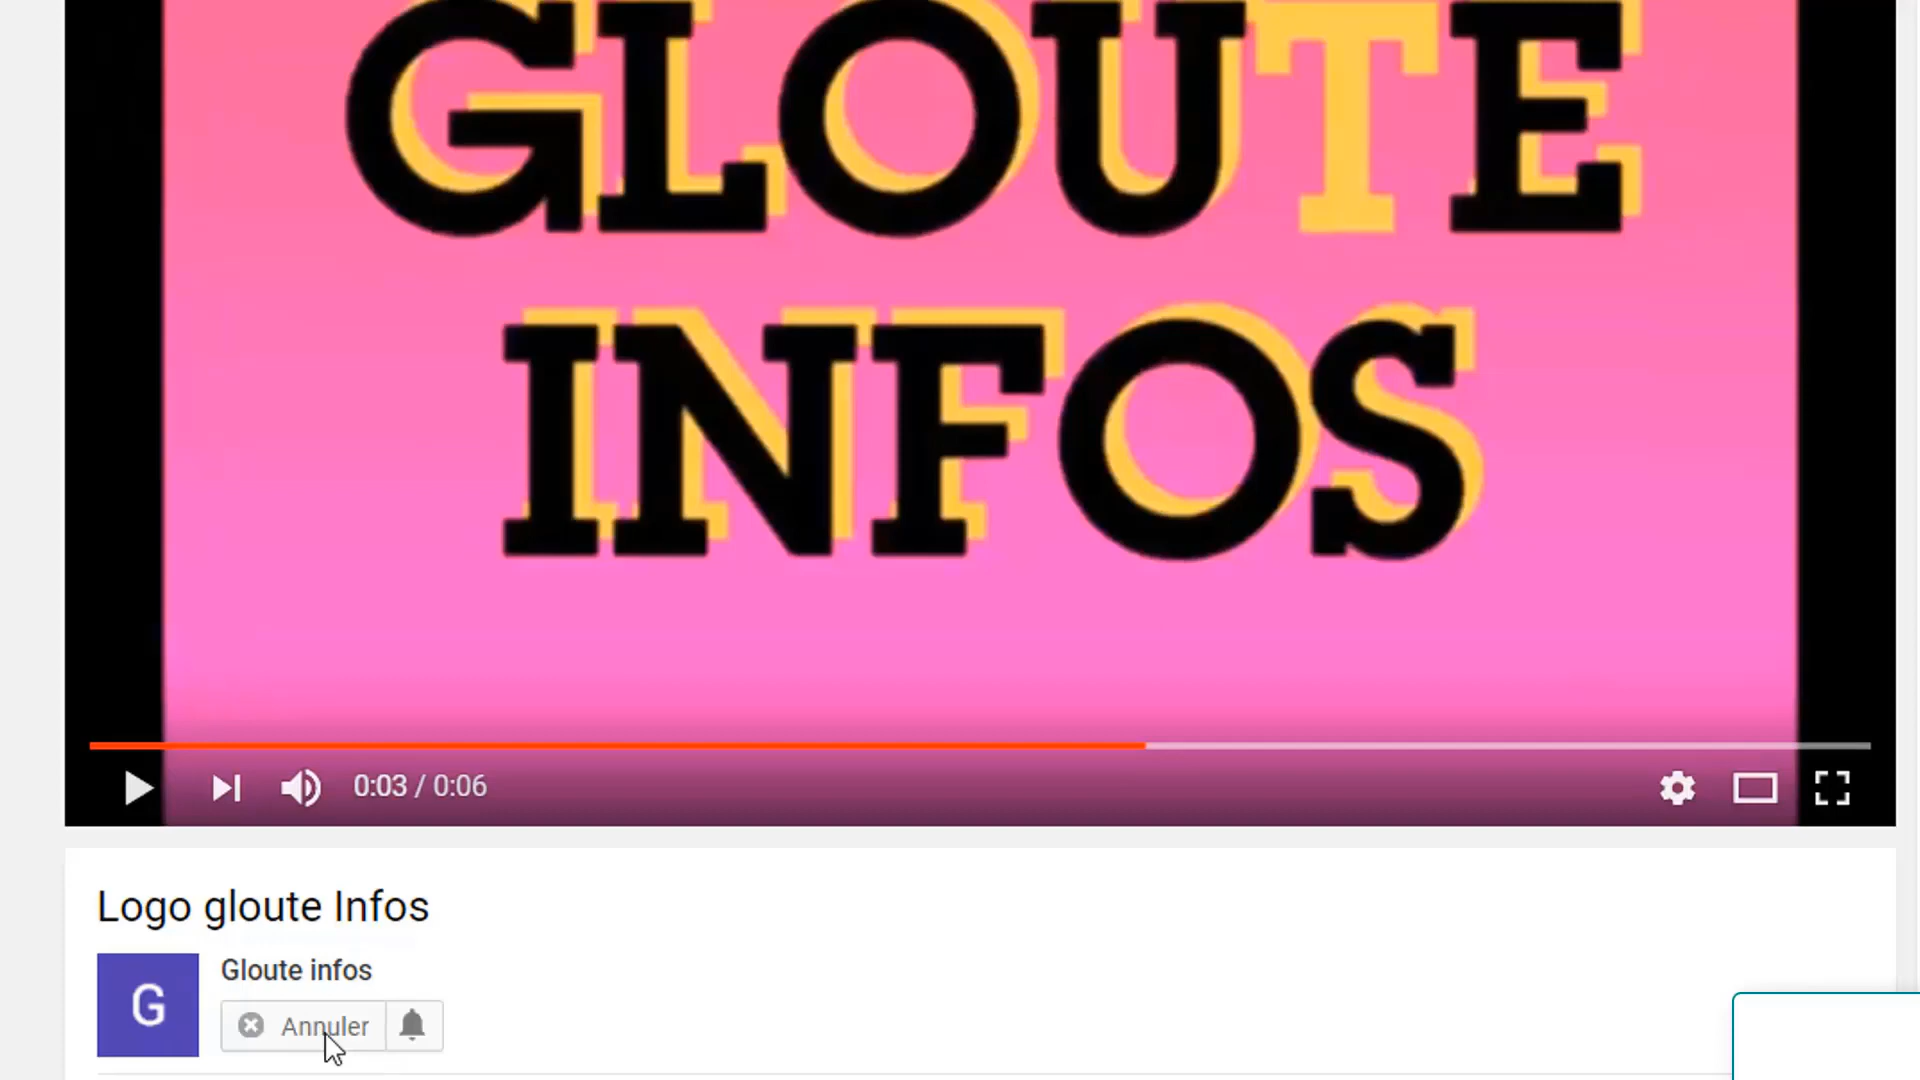 GLOUTE
INFOS
0:03 / 0:06
Logo gloute Infos
G
Gloute infos
Annuler